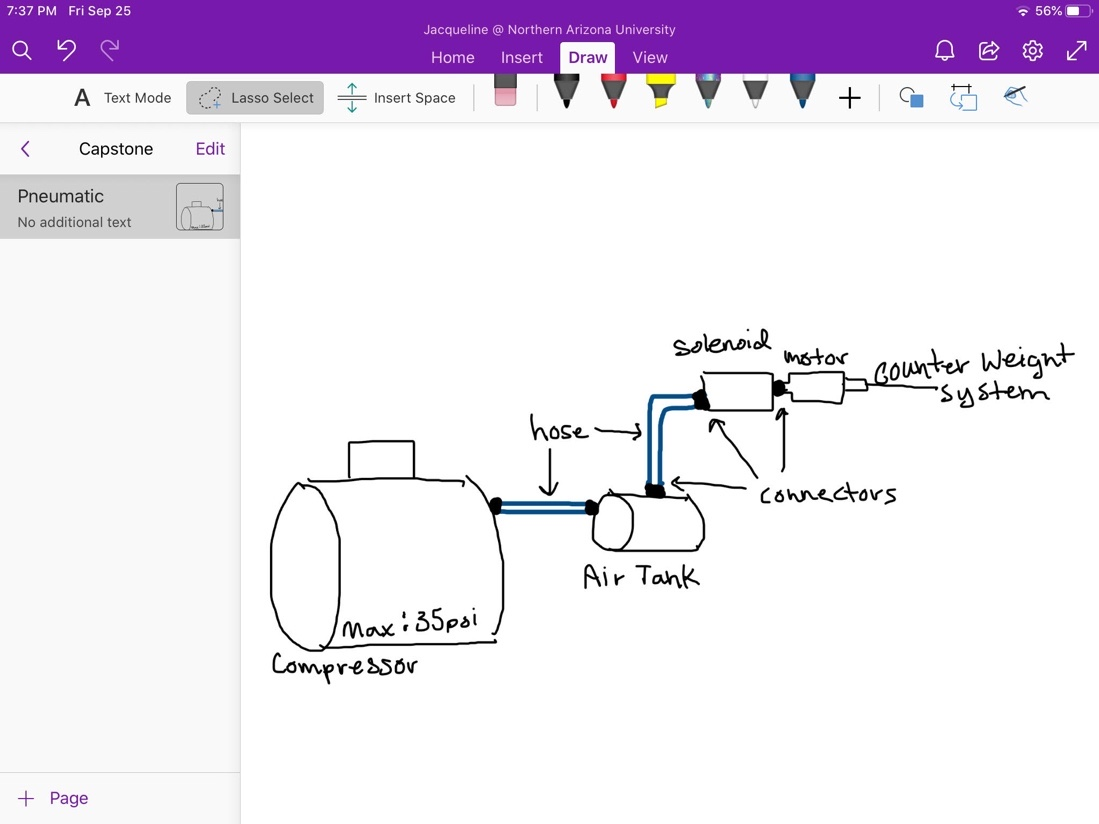 7:37 PM Fri Sep 25
56%
Jacqueline @ Northern Arizona University
Home Insert Draw View
A Text Mode Lasso Select Insert Space
Capstone Edit
Pneumatic
No additional text
solenoid
motor
counter Weight
system
hose
connectors
Air Tank
Max: 35psi
Compressor
+ Page